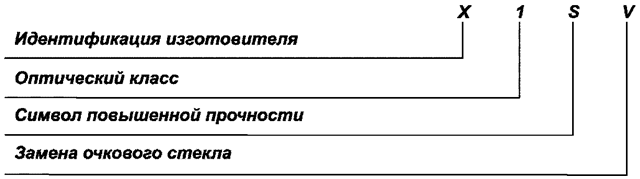 X 1 S V
Идентификация изготовителя
Оптический класс
Символ повышенной прочности
Замена очкового стекла